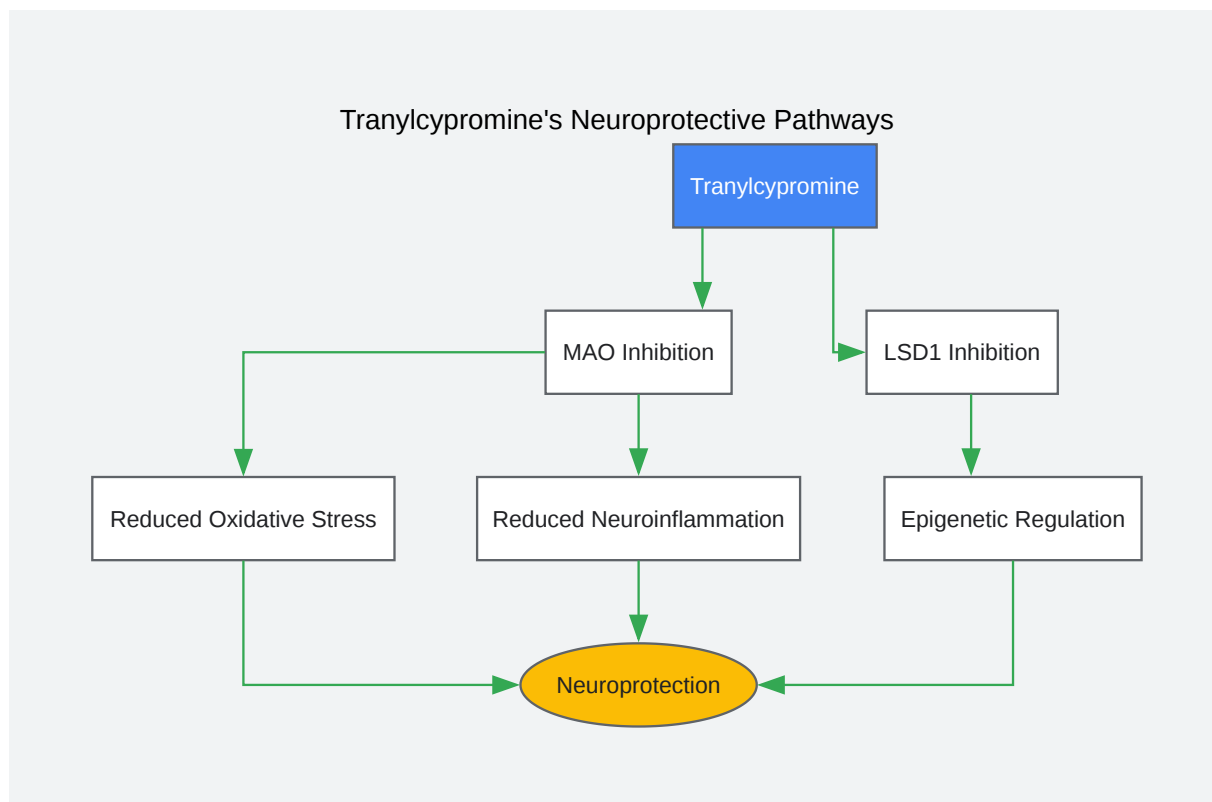 Tranylcypromine's Neuroprotective Pathways
Tranylcypromine
MAO Inhibition
LSD1 Inhibition
Reduced Oxidative Stress
Reduced Neuroinflammation
Epigenetic Regulation
Neuroprotection